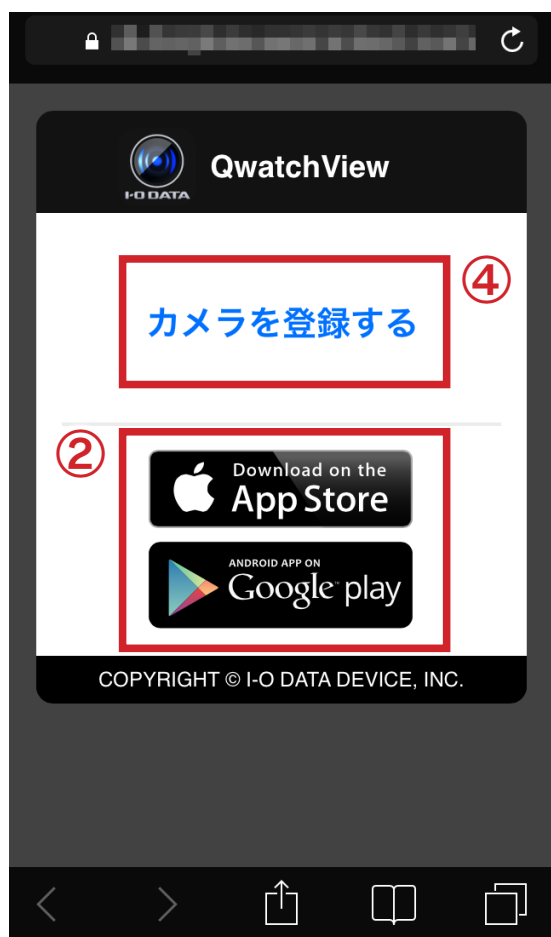 I-O DATA
QwatchView
④
カメラを登録する
②
Download on the
App Store
ANDROID APP ON
Google play
COPYRIGHT © I-O DATA DEVICE, INC.